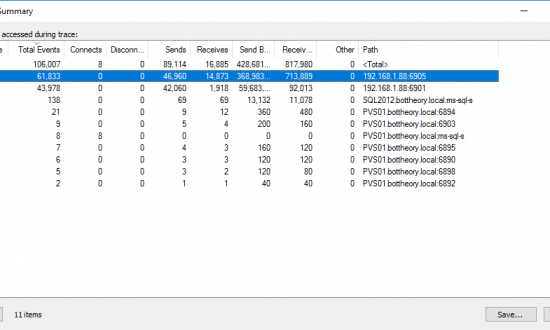 Summary
accessed during trace:
Total Events Connects Disconn... Sends Receives Send B... Receiv... Other Path
106,007 8 0 89,114 16,885 428,681... 817,980 0 <Total>
61,833 0 0 46,960 14,873 368,983... 713,889 0 192.168.1.88:6905
43,978 0 0 42,060 1,918 59,683,... 92,013 0 192.168.1.88:6901
138 0 0 69 69 13,132 11,078 0 SQL2012.bottheory.local:ms-sql-s
21 0 0 9 12 360 480 0 PVS01.bottheory.local:6894
9 0 0 5 4 200 160 0 PVS01.bottheory.local:6903
8 8 0 0 0 0 0 0 PVS01.bottheory.local:ms-sql-s
7 0 0 4 3 160 120 0 PVS01.bottheory.local:6895
6 0 0 3 3 120 120 0 PVS01.bottheory.local:6890
5 0 0 3 2 120 80 0 PVS01.bottheory.local:6898
2 0 0 1 1 40 40 0 PVS01.bottheory.local:6892
11 items Save...